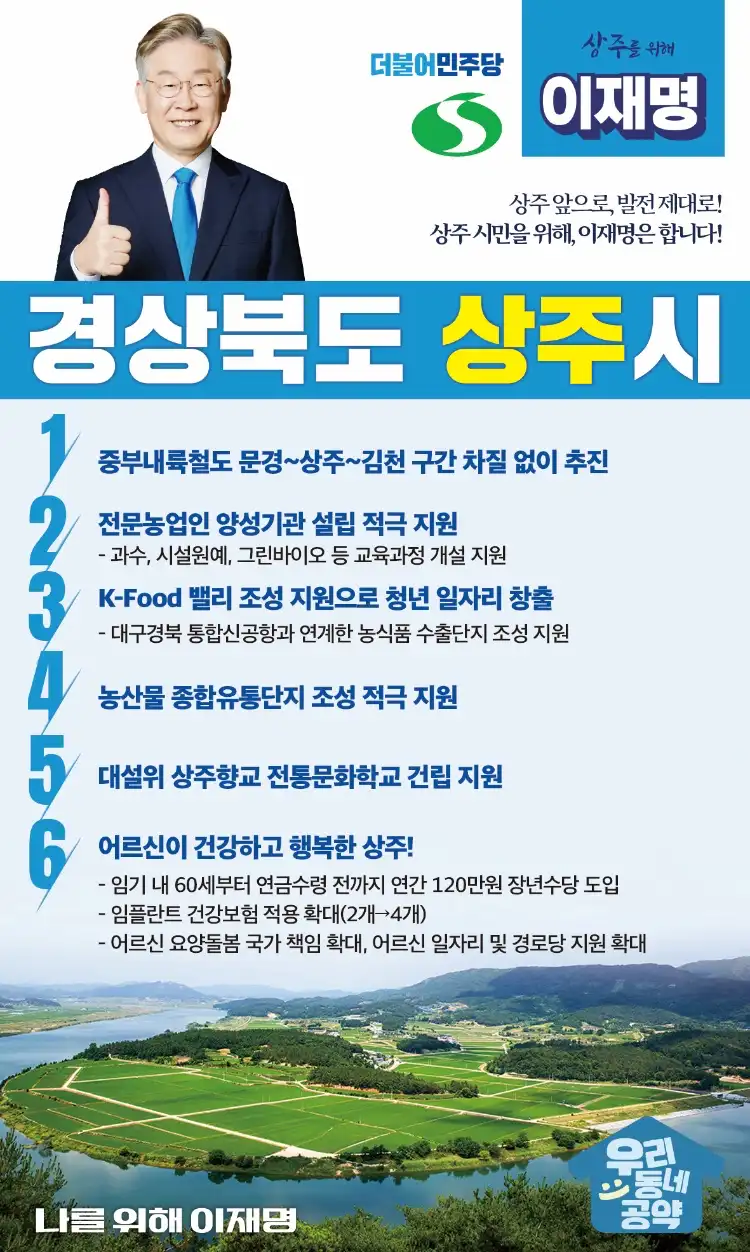 더불어민주당
상주를 위해
이재명
상주 앞으로, 발전 제대로!
상주 시민을 위해, 이재명은 합니다!
경상북도 상주시
1
중부내륙철도 문경~상주~김천 구간 차질 없이 추진
2
전문농업인 양성기관 설립 적극 지원
- 과수, 시설원예, 그린바이오 등 교육과정 개설 지원
3
K-Food 밸리 조성 지원으로 청년 일자리 창출
- 대구경북 통합신공항과 연계한 농식품 수출단지 조성 지원
4
농산물 종합유통단지 조성 적극 지원
5
대설위 상주향교 전통문화학교 건립 지원
6
어르신이 건강하고 행복한 상주!
- 임기 내 60세부터 연금수령 전까지 연간 120만원 장년수당 도입
- 임플란트 건강보험 적용 확대(2개→4개)
- 어르신 요양돌봄 국가 책임 확대, 어르신 일자리 및 경로당 지원 확대
우리
동네
공약
나를 위해 이재명